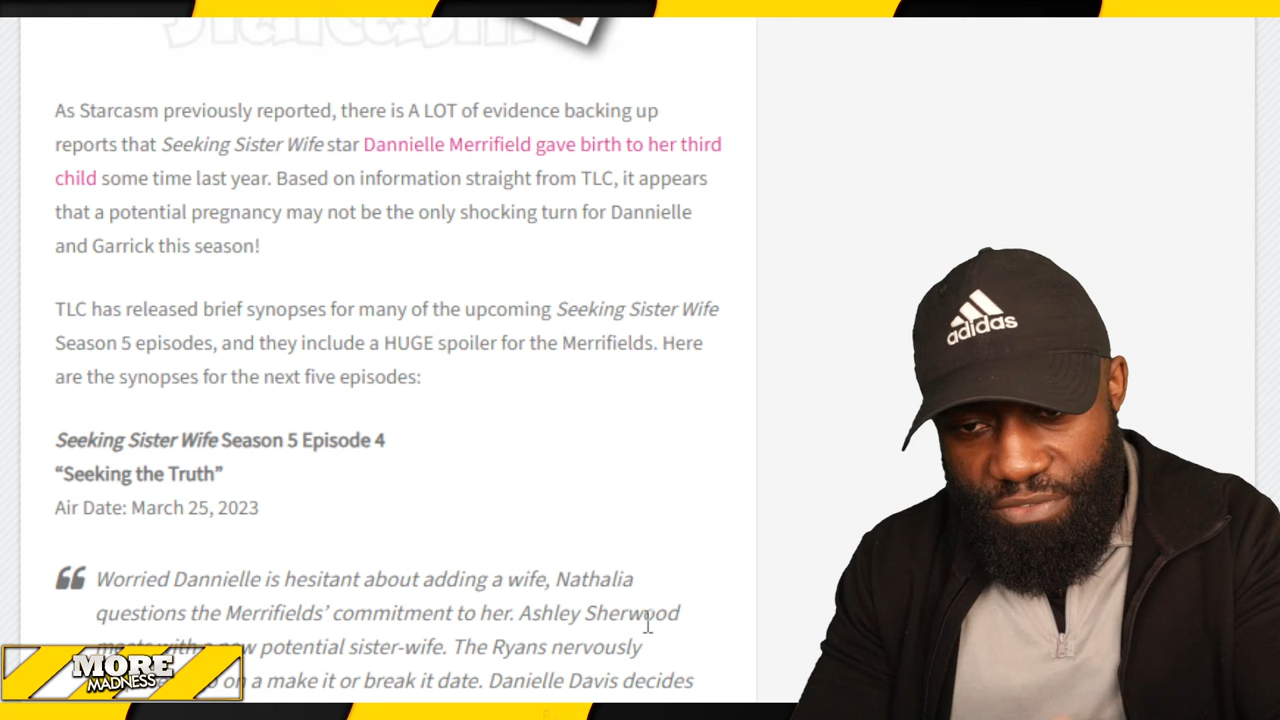 adidas
As Starcasm previously reported, there is A LOT of evidence backing up
reports that Seeking Sister Wife star Dannielle Merrifield gave birth to her third
child some time last year. Based on information straight from TLC, it appears
that a potential pregnancy may not be the only shocking turn for Dannielle
and Garrick this season!
TLC has released brief synopses for many of the upcoming Seeking Sister Wife
Season 5 episodes, and they include a HUGE spoiler for the Merrifields. Here
are the synopses for the next five episodes:
Seeking Sister Wife Season 5 Episode 4
“Seeking the Truth”
Air Date: March 25, 2023
Worried Dannielle is hesitant about adding a wife, Nathalia
questions the Merrifields’ commitment to her. Ashley Sherwood
potential sister-wife. The Ryans nervously
on a make it or break it date. Danielle Davis decides
MORE
MADNESS